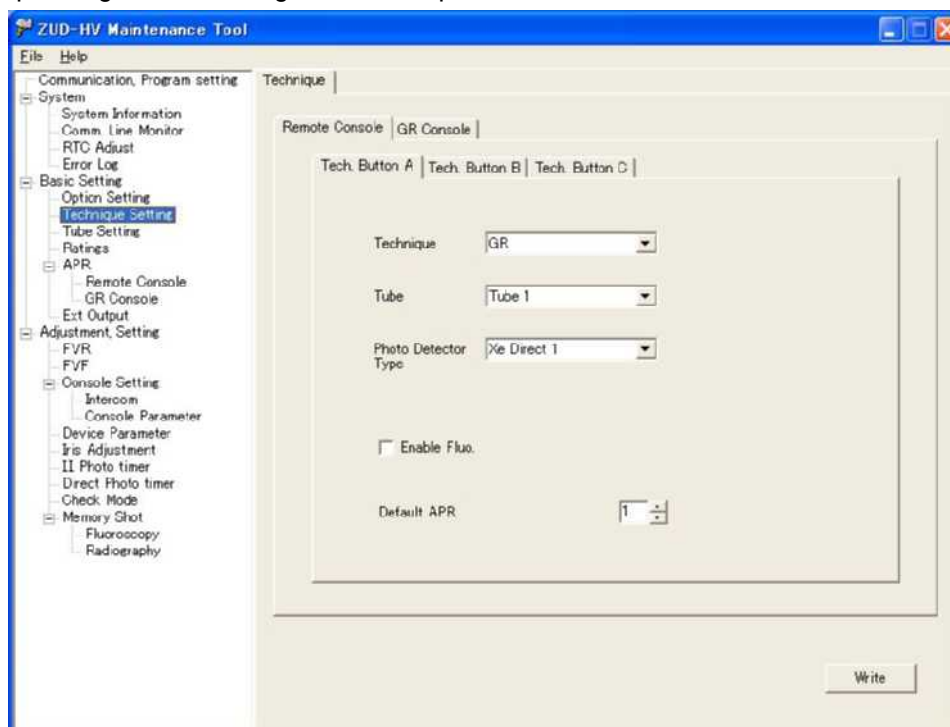 ZUD-HV Maintenance Tool
File Help
Communication, Program setting
System
System Information
Comm. Line Monitor
RTC Adjust
Error Log
Basic Setting
Option Setting
Technique Setting
Tube Setting
Ratings
APR
Remote Console
GR Console
Ext Output
Adjustment, Setting
FVR
FVF
Console Setting
Intercom
Console Parameter
Device Parameter
Iris Adjustment
II Photo timer
Direct Photo timer
Check Mode
Memory Shot
Fluoroscopy
Radiography
Technique
Remote Console GR Console
Tech. Button A Tech. Button B Tech. Button C
Technique GR
Tube Tube 1
Photo Detector Type Xe Direct 1
Enable Fluo.
Default APR 1
Write